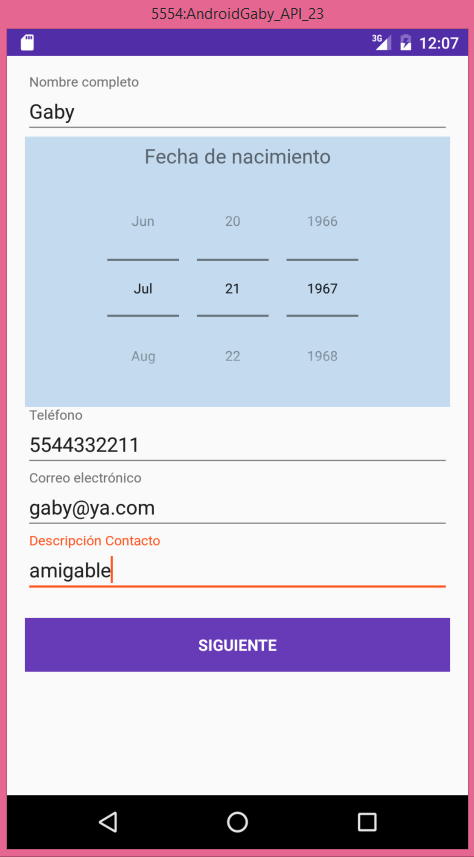 5554:AndroidGaby_API_23
3G 12:07
Nombre completo
Gaby
Fecha de nacimiento
Jun 20 1966
Jul 21 1967
Aug 22 1968
Teléfono
5544332211
Correo electrónico
gaby@ya.com
Descripción Contacto
amigable
SIGUIENTE